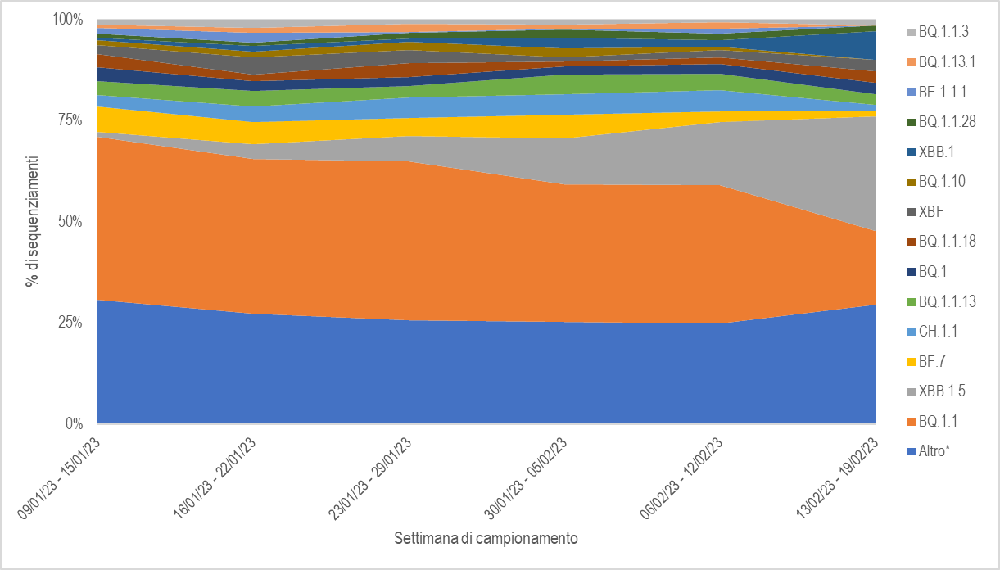 100%
75%
50%
25%
0%
% di sequenziamenti
09/01/23 - 15/01/23
16/01/23 - 22/01/23
23/01/23 - 29/01/23
30/01/23 - 05/02/23
06/02/23 - 12/02/23
13/02/23 - 19/02/23
Settimana di campionamento
BQ.1.1.3
BQ.1.13.1
BE.1.1.1
BQ.1.1.28
XBB.1
BQ.1.10
XBF
BQ.1.1.18
BQ.1
BQ.1.1.13
CH.1.1
BF.7
XBB.1.5
BQ.1.1
Altro*